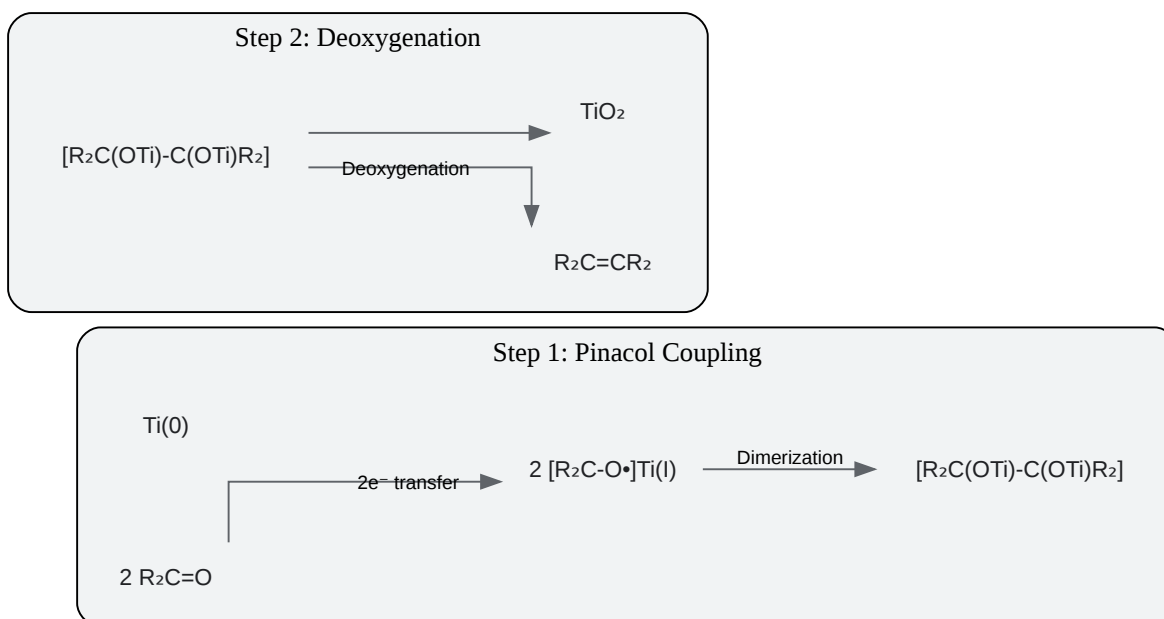 Step 2: Deoxygenation
TiO₂
[R₂C(OTi)-C(OTi)R₂]
Deoxygenation
R₂C=CR₂
Step 1: Pinacol Coupling
Ti(0)
2 [R₂C-O•]Ti(I)
Dimerization
[R₂C(OTi)-C(OTi)R₂]
2e⁻ transfer
2 R₂C=O